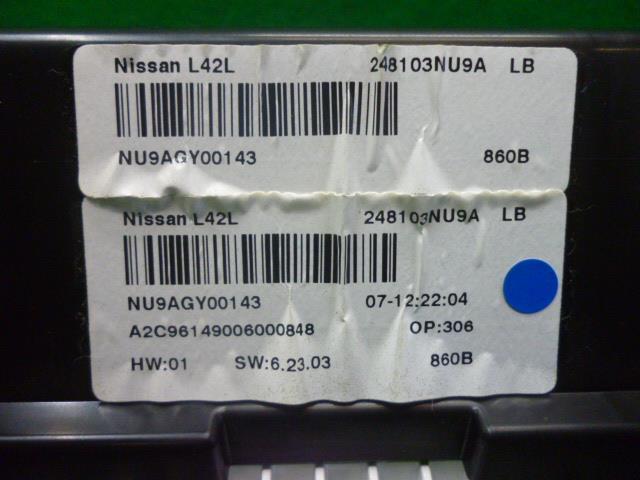 Nissan L42L 248103NU9A LB
NU9AGY00143 860B
Nissan L42L 248103NU9A LB
NU9AGY00143 07-12:22:04
A2C96149006000848 OP:306
HW:01 SW:6.23.03 860B